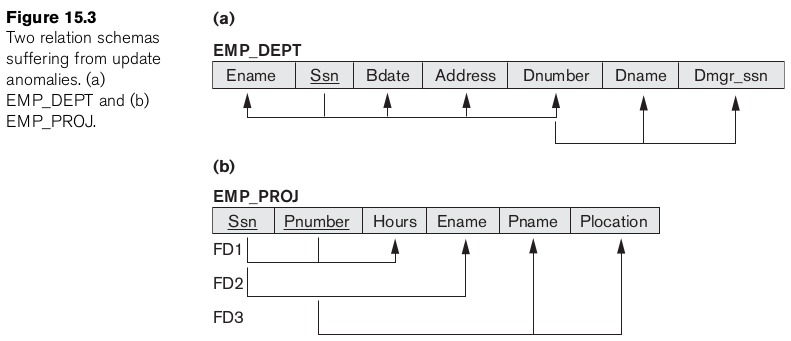 Figure 15.3
Two relation schemas
suffering from update
anomalies. (a)
EMP_DEPT and (b)
EMP_PROJ.
(a)
EMP_DEPT
Ename Ssn Bdate Address Dnumber Dname Dmgr_ssn
(b)
EMP_PROJ
Ssn Pnumber Hours Ename Pname Plocation
FD1
FD2
FD3